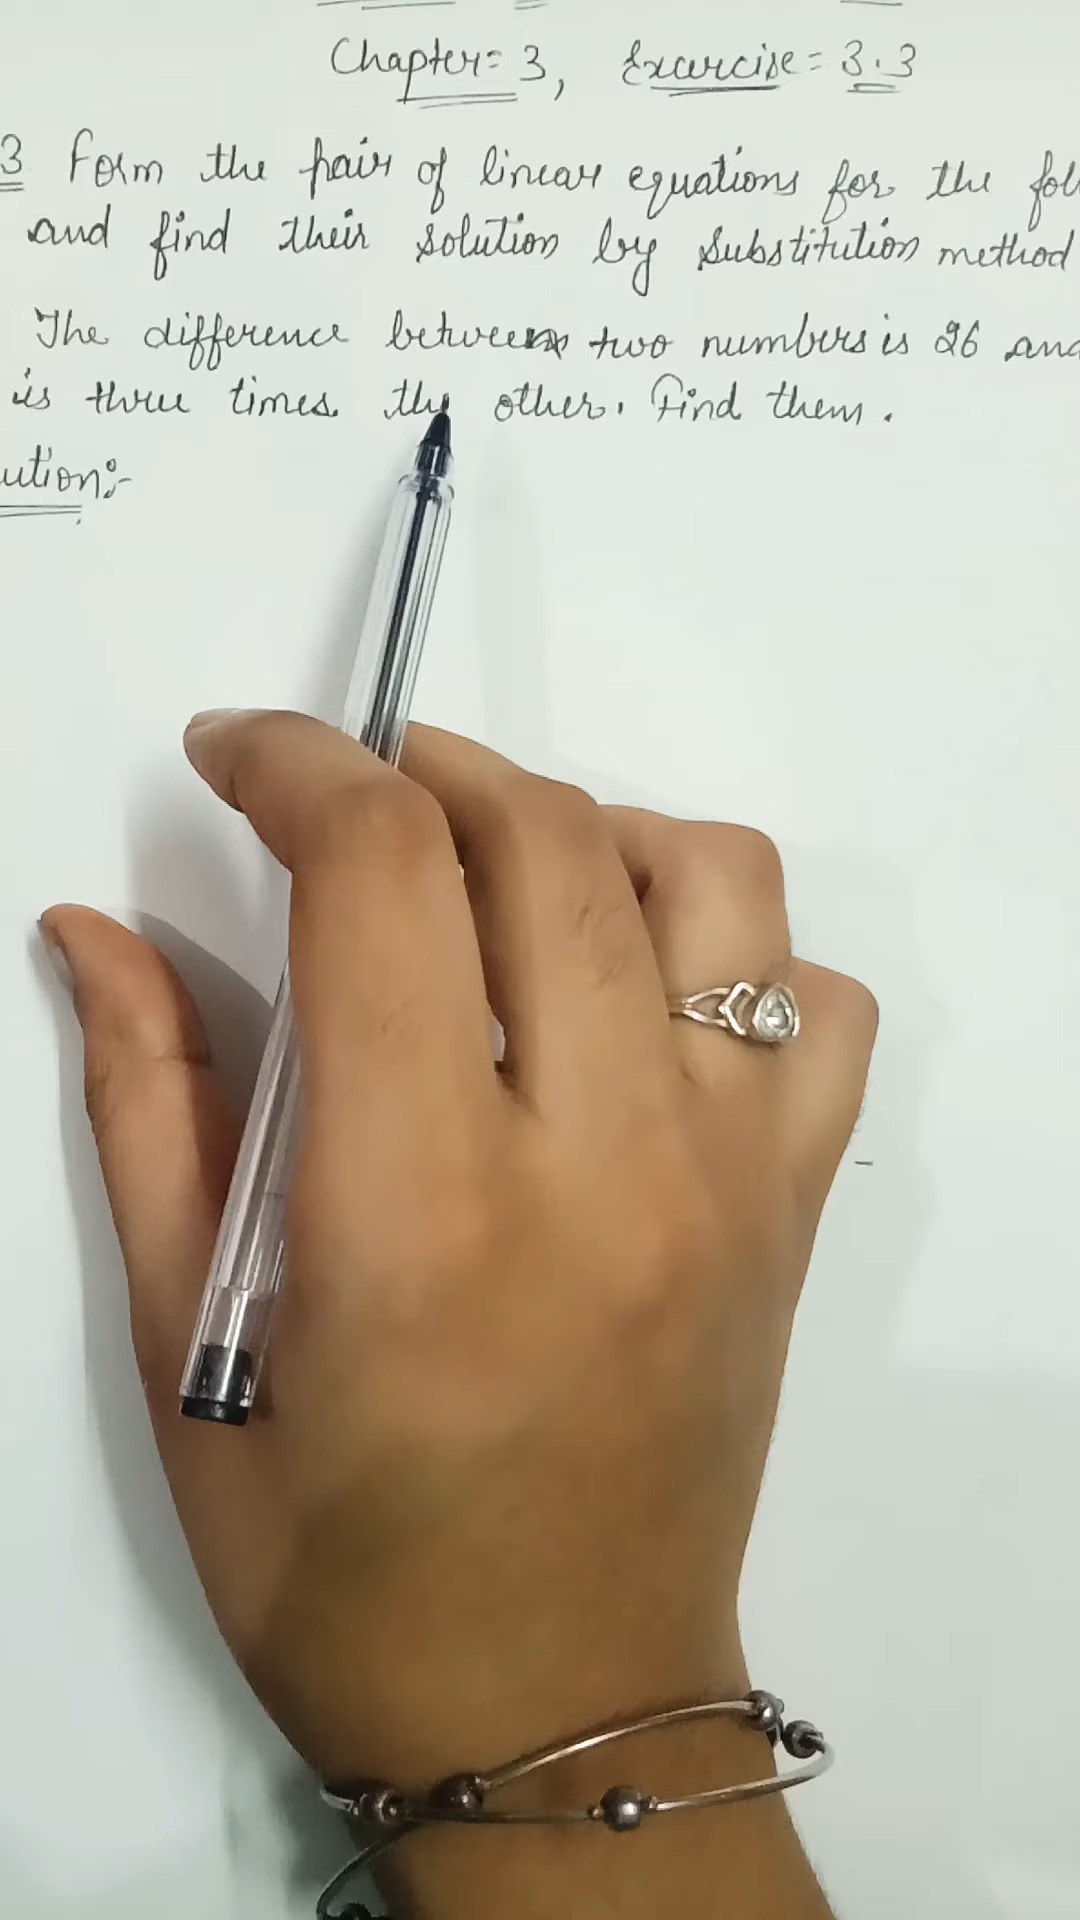 Chapter= 3, Exercise= 3.3
3 Form the pair of linear equations for the foll
and find their solution by substitution method
The difference between two numbers is 26 and
is three times the other. Find them.
ution:-